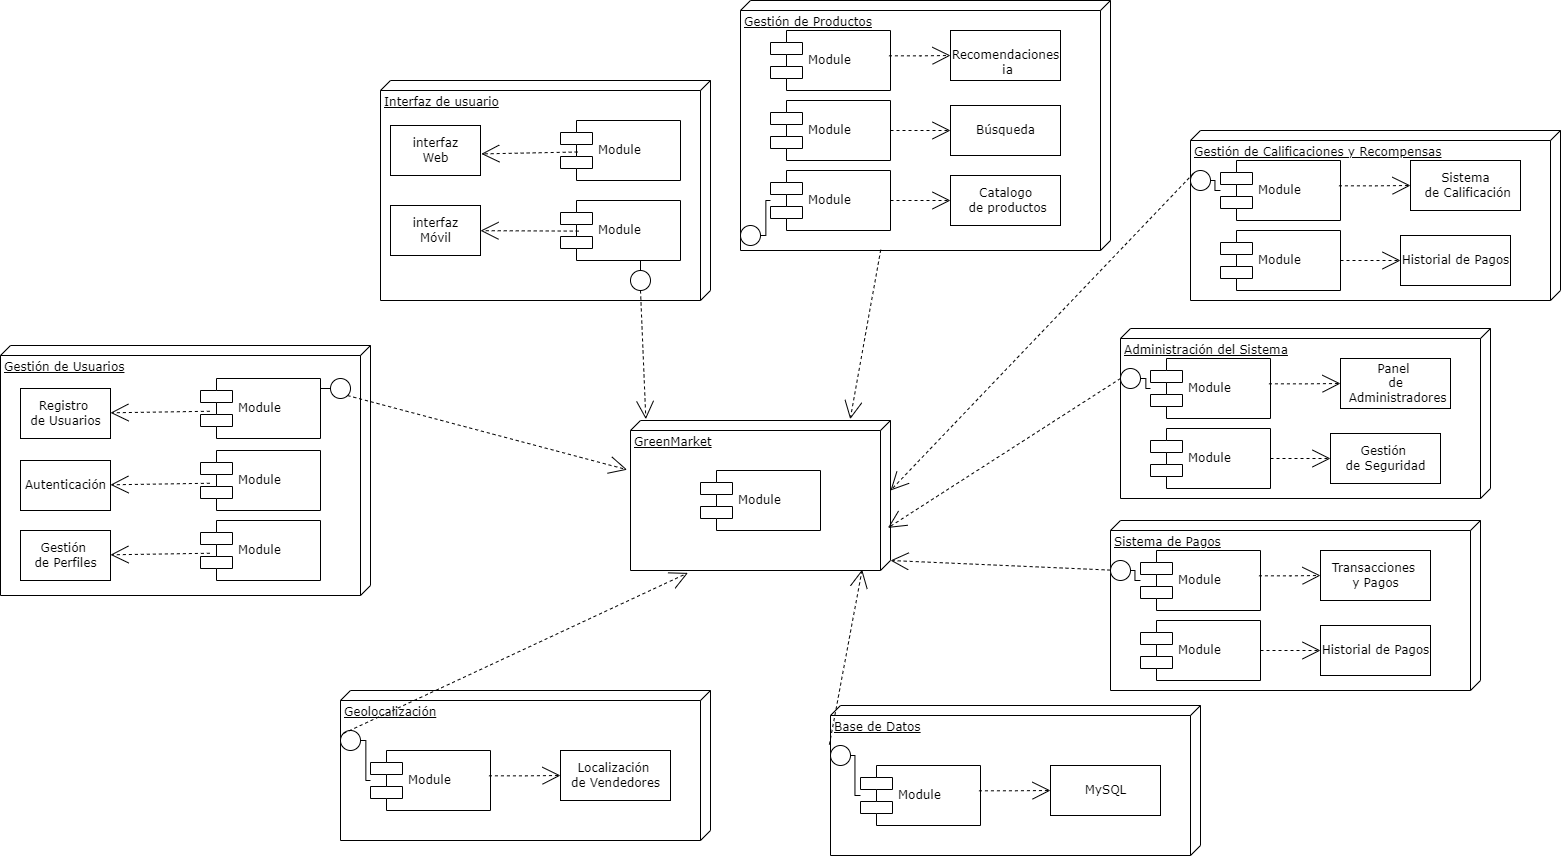 Gestión de Productos
Module
Recomendaciones
ia
Module
Búsqueda
Module
Catalogo
de productos
Interfaz de usuario
interfaz
Web
Module
interfaz
Móvil
Module
Gestión de Calificaciones y Recompensas
Module
Sistema
de Calificación
Module
Historial de Pagos
Administración del Sistema
Module
Panel
de
Administradores
Module
Gestión
de Seguridad
Gestión de Usuarios
Registro
de Usuarios
Module
Autenticación
Module
Gestión
de Perfiles
Module
GreenMarket
Module
Sistema de Pagos
Module
Transacciones
y Pagos
Module
Historial de Pagos
Geolocalización
Module
Localización
de Vendedores
Base de Datos
Module
MySQL